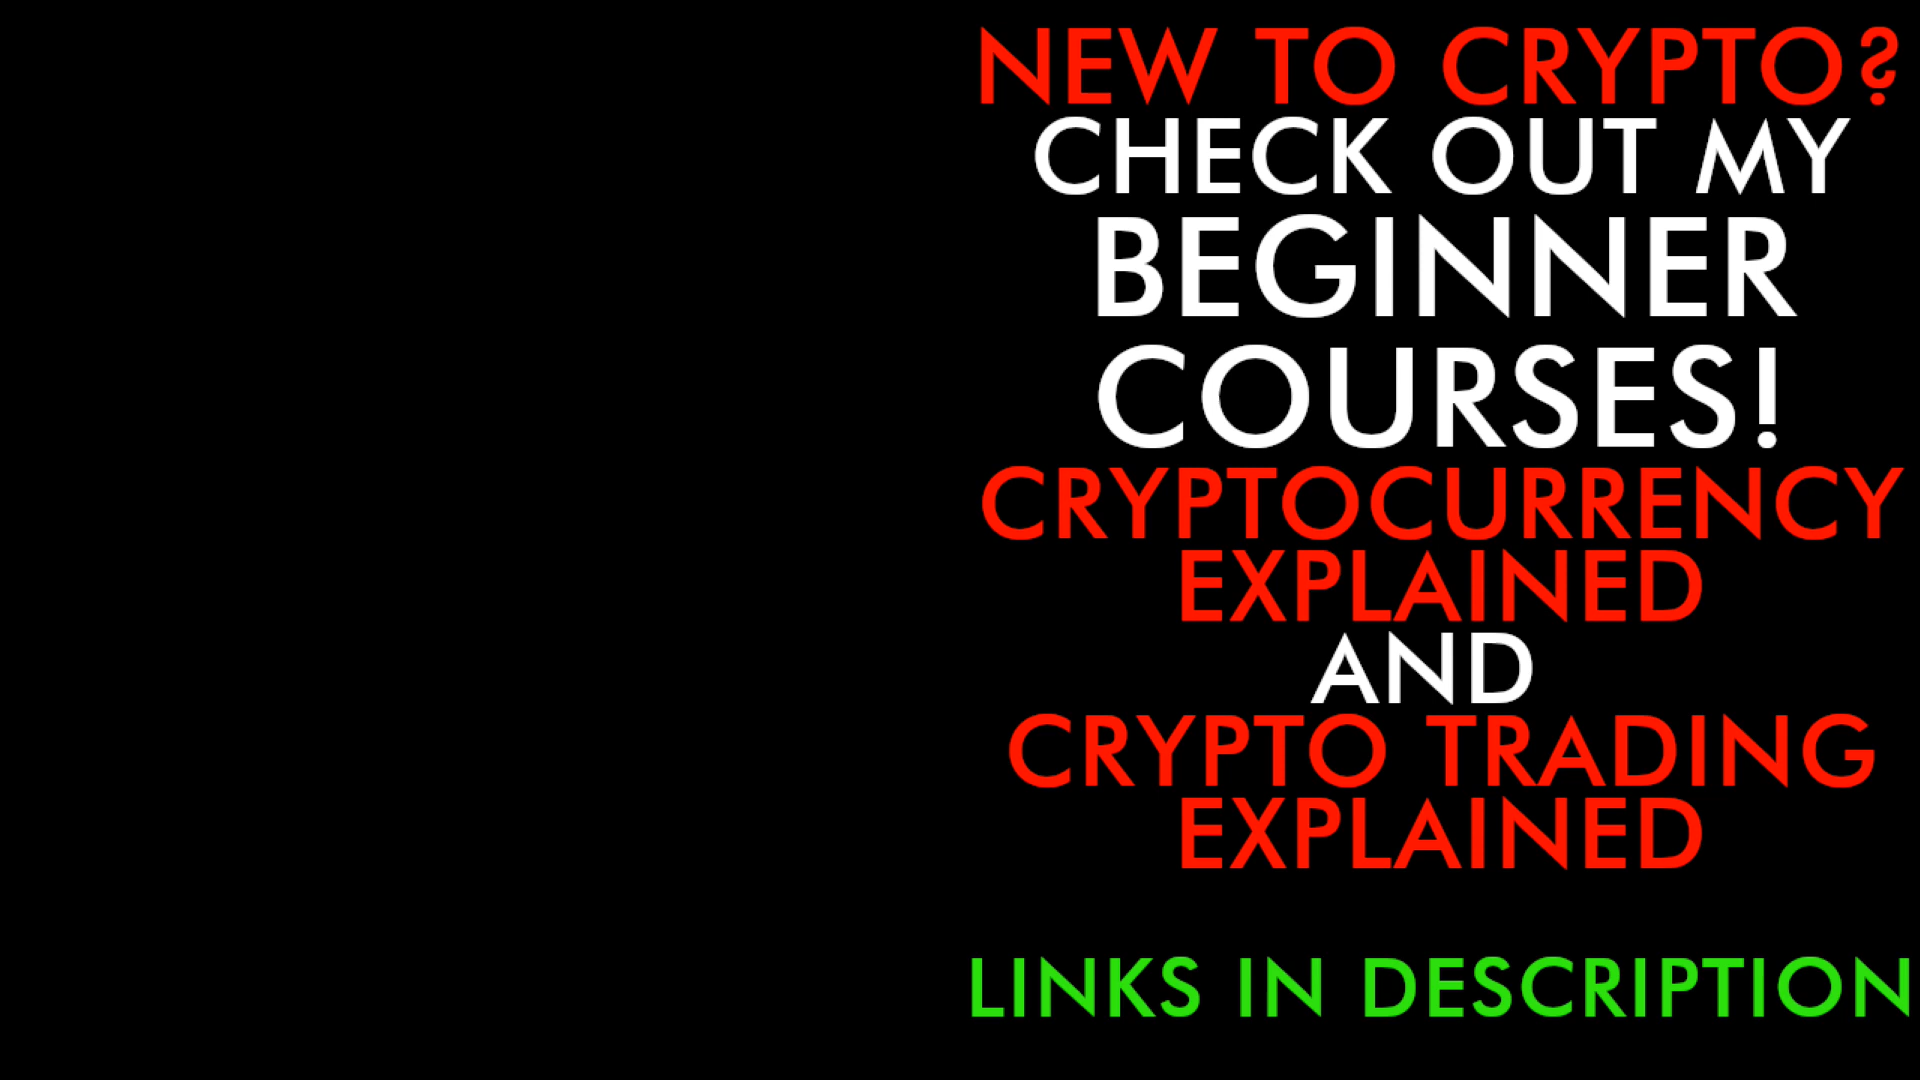 NEW TO CRYPTO?
CHECK OUT MY
BEGINNER
COURSES!
CRYPTOCURRENCY
EXPLAINED
AND
CRYPTO TRADING
EXPLAINED
LINKS IN DESCRIPTION